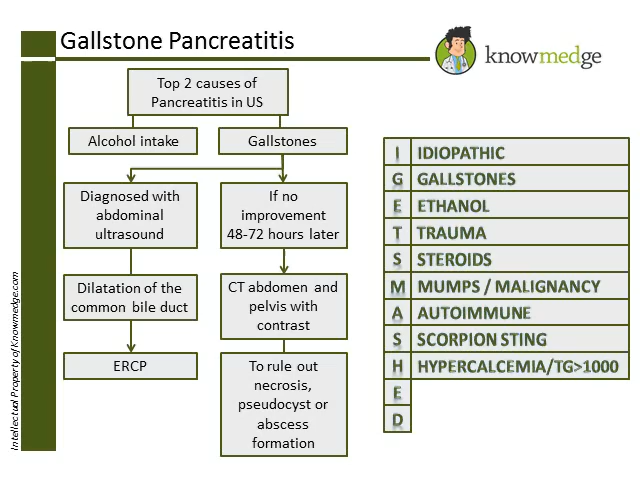 Gallstone Pancreatitis
knowmedge
Top 2 causes of
Pancreatitis in US
Alcohol intake
Gallstones
Diagnosed with
abdominal
ultrasound
If no
improvement
48-72 hours later
Dilatation of the
common bile duct
CT abdomen and
pelvis with
contrast
ERCP
To rule out
necrosis,
pseudocyst or
abscess
formation
I IDIOPATHIC
G GALLSTONES
E ETHANOL
T TRAUMA
S STEROIDS
M MUMPS / MALIGNANCY
A AUTOIMMUNE
S SCORPION STING
H HYPERCALCEMIA/TG>1000
E
D
Intellectual Property of Knowmedge.com